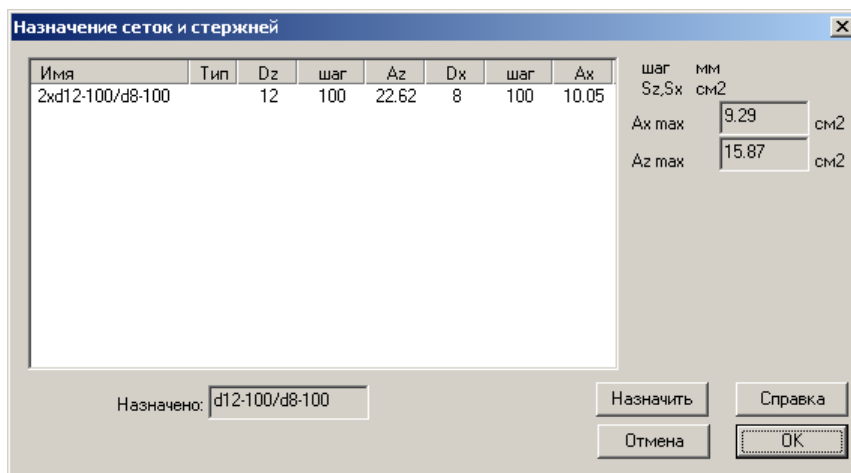 Назначение сеток и стержней
Имя Тип Dz шаг Az Dx шаг Ax
2xd12-100/d8-100 12 100 22.62 8 100 10.05
шаг мм
Sz,Sx см2
Ax max 9.29 см2
Az max 15.87 см2
Назначено: d12-100/d8-100
Назначить Справка
Отмена OK